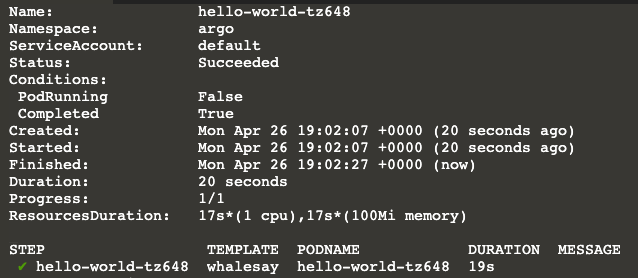 Name: hello-world-tz648
Namespace: argo
ServiceAccount: default
Status: Succeeded
Conditions:
PodRunning False
Completed True
Created: Mon Apr 26 19:02:07 +0000 (20 seconds ago)
Started: Mon Apr 26 19:02:07 +0000 (20 seconds ago)
Finished: Mon Apr 26 19:02:27 +0000 (now)
Duration: 20 seconds
Progress: 1/1
ResourcesDuration: 17s*(1 cpu),17s*(100Mi memory)
STEP TEMPLATE PODNAME DURATION MESSAGE
✔ hello-world-tz648 whalesay hello-world-tz648 19s